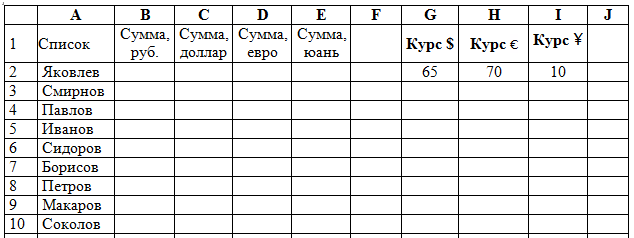 A B C D E F G H I J
1 Список Сумма, руб. Сумма, доллар Сумма, евро Сумма, юань Курс $ Курс € Курс ¥
2 Яковлев 65 70 10
3 Смирнов
4 Павлов
5 Иванов
6 Сидоров
7 Борисов
8 Петров
9 Макаров
10 Соколов